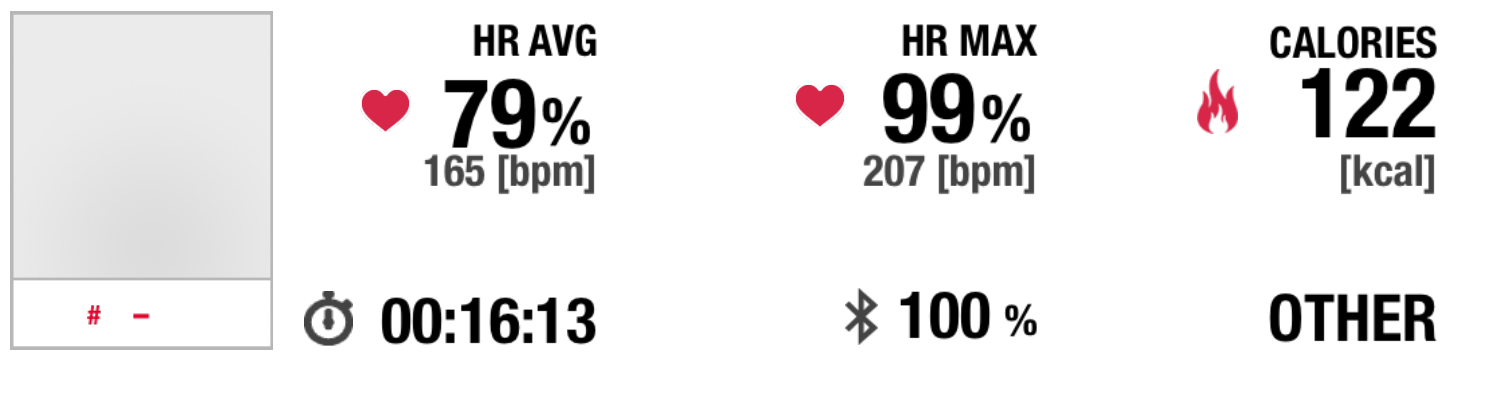 HR AVG
79%
165 [bpm]
HR MAX
99%
207 [bpm]
CALORIES
122
[kcal]
# –
00:16:13
100 %
OTHER